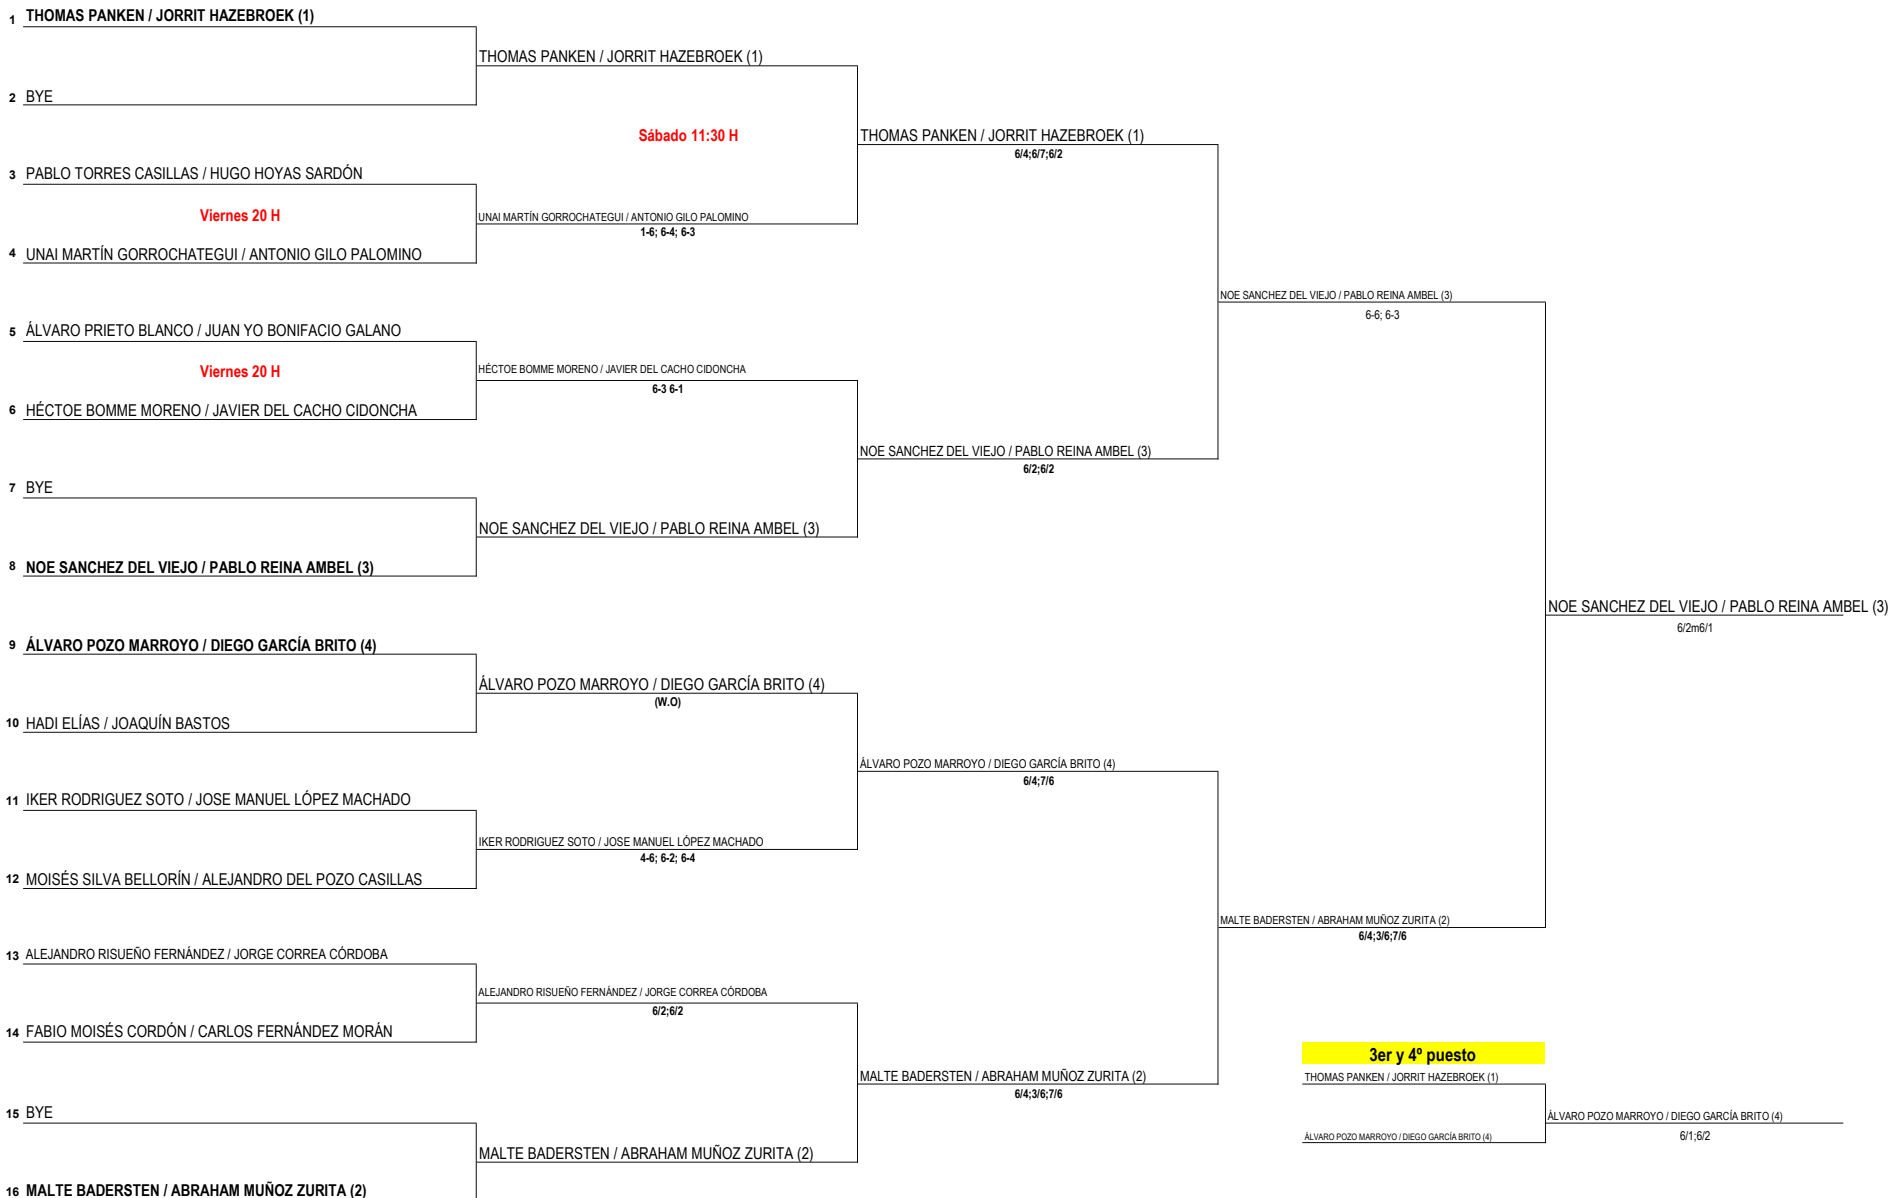 1 THOMAS PANKEN / JORRIT HAZEBROEK (1)
THOMAS PANKEN / JORRIT HAZEBROEK (1)
2 BYE
Sábado 11:30 H
THOMAS PANKEN / JORRIT HAZEBROEK (1)
6/4;6/7;6/2
3 PABLO TORRES CASILLAS / HUGO HOYAS SARDÓN
Viernes 20 H
UNAI MARTÍN GORROCHATEGUI / ANTONIO GILO PALOMINO
1-6; 6-4; 6-3
4 UNAI MARTÍN GORROCHATEGUI / ANTONIO GILO PALOMINO
NOE SANCHEZ DEL VIEJO / PABLO REINA AMBEL (3)
6-6; 6-3
5 ÁLVARO PRIETO BLANCO / JUAN YO BONIFACIO GALANO
Viernes 20 H
HÉCTOE BOMME MORENO / JAVIER DEL CACHO CIDONCHA
6-3 6-1
6 HÉCTOE BOMME MORENO / JAVIER DEL CACHO CIDONCHA
NOE SANCHEZ DEL VIEJO / PABLO REINA AMBEL (3)
6/2;6/2
7 BYE
NOE SANCHEZ DEL VIEJO / PABLO REINA AMBEL (3)
8 NOE SANCHEZ DEL VIEJO / PABLO REINA AMBEL (3)
NOE SANCHEZ DEL VIEJO / PABLO REINA AMBEL (3)
6/2m6/1
9 ÁLVARO POZO MARROYO / DIEGO GARCÍA BRITO (4)
ÁLVARO POZO MARROYO / DIEGO GARCÍA BRITO (4)
(W.O)
10 HADI ELÍAS / JOAQUÍN BASTOS
ÁLVARO POZO MARROYO / DIEGO GARCÍA BRITO (4)
6/4;7/6
11 IKER RODRIGUEZ SOTO / JOSE MANUEL LÓPEZ MACHADO
IKER RODRIGUEZ SOTO / JOSE MANUEL LÓPEZ MACHADO
4-6; 6-2; 6-4
12 MOISÉS SILVA BELLORÍN / ALEJANDRO DEL POZO CASILLAS
MALTE BADERSTEN / ABRAHAM MUÑOZ ZURITA (2)
6/4;3/6;7/6
13 ALEJANDRO RISUEÑO FERNÁNDEZ / JORGE CORREA CÓRDOBA
ALEJANDRO RISUEÑO FERNÁNDEZ / JORGE CORREA CÓRDOBA
6/2;6/2
14 FABIO MOISÉS CORDÓN / CARLOS FERNÁNDEZ MORÁN
MALTE BADERSTEN / ABRAHAM MUÑOZ ZURITA (2)
6/4;3/6;7/6
3er y 4º puesto
THOMAS PANKEN / JORRIT HAZEBROEK (1)
ÁLVARO POZO MARROYO / DIEGO GARCÍA BRITO (4)
6/1;6/2
ÁLVARO POZO MARROYO / DIEGO GARCÍA BRITO (4)
15 BYE
MALTE BADERSTEN / ABRAHAM MUÑOZ ZURITA (2)
16 MALTE BADERSTEN / ABRAHAM MUÑOZ ZURITA (2)